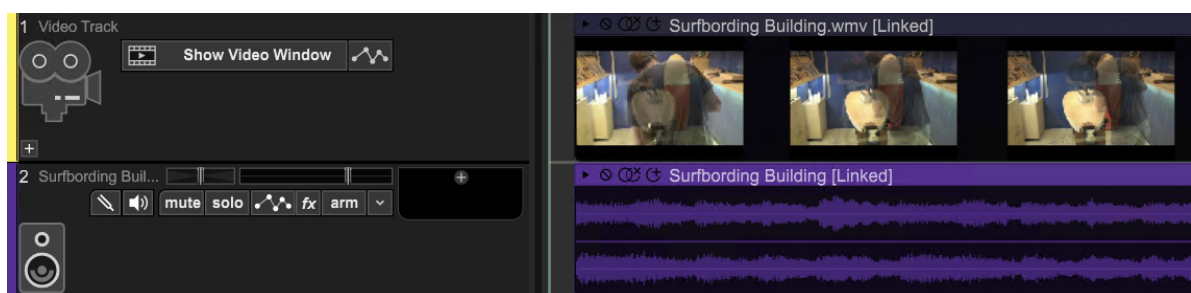 1 Video Track
Show Video Window
Surfbording Building.wmv [Linked]
2 Surfbording Buil...
mute solo fx arm
Surfbording Building [Linked]